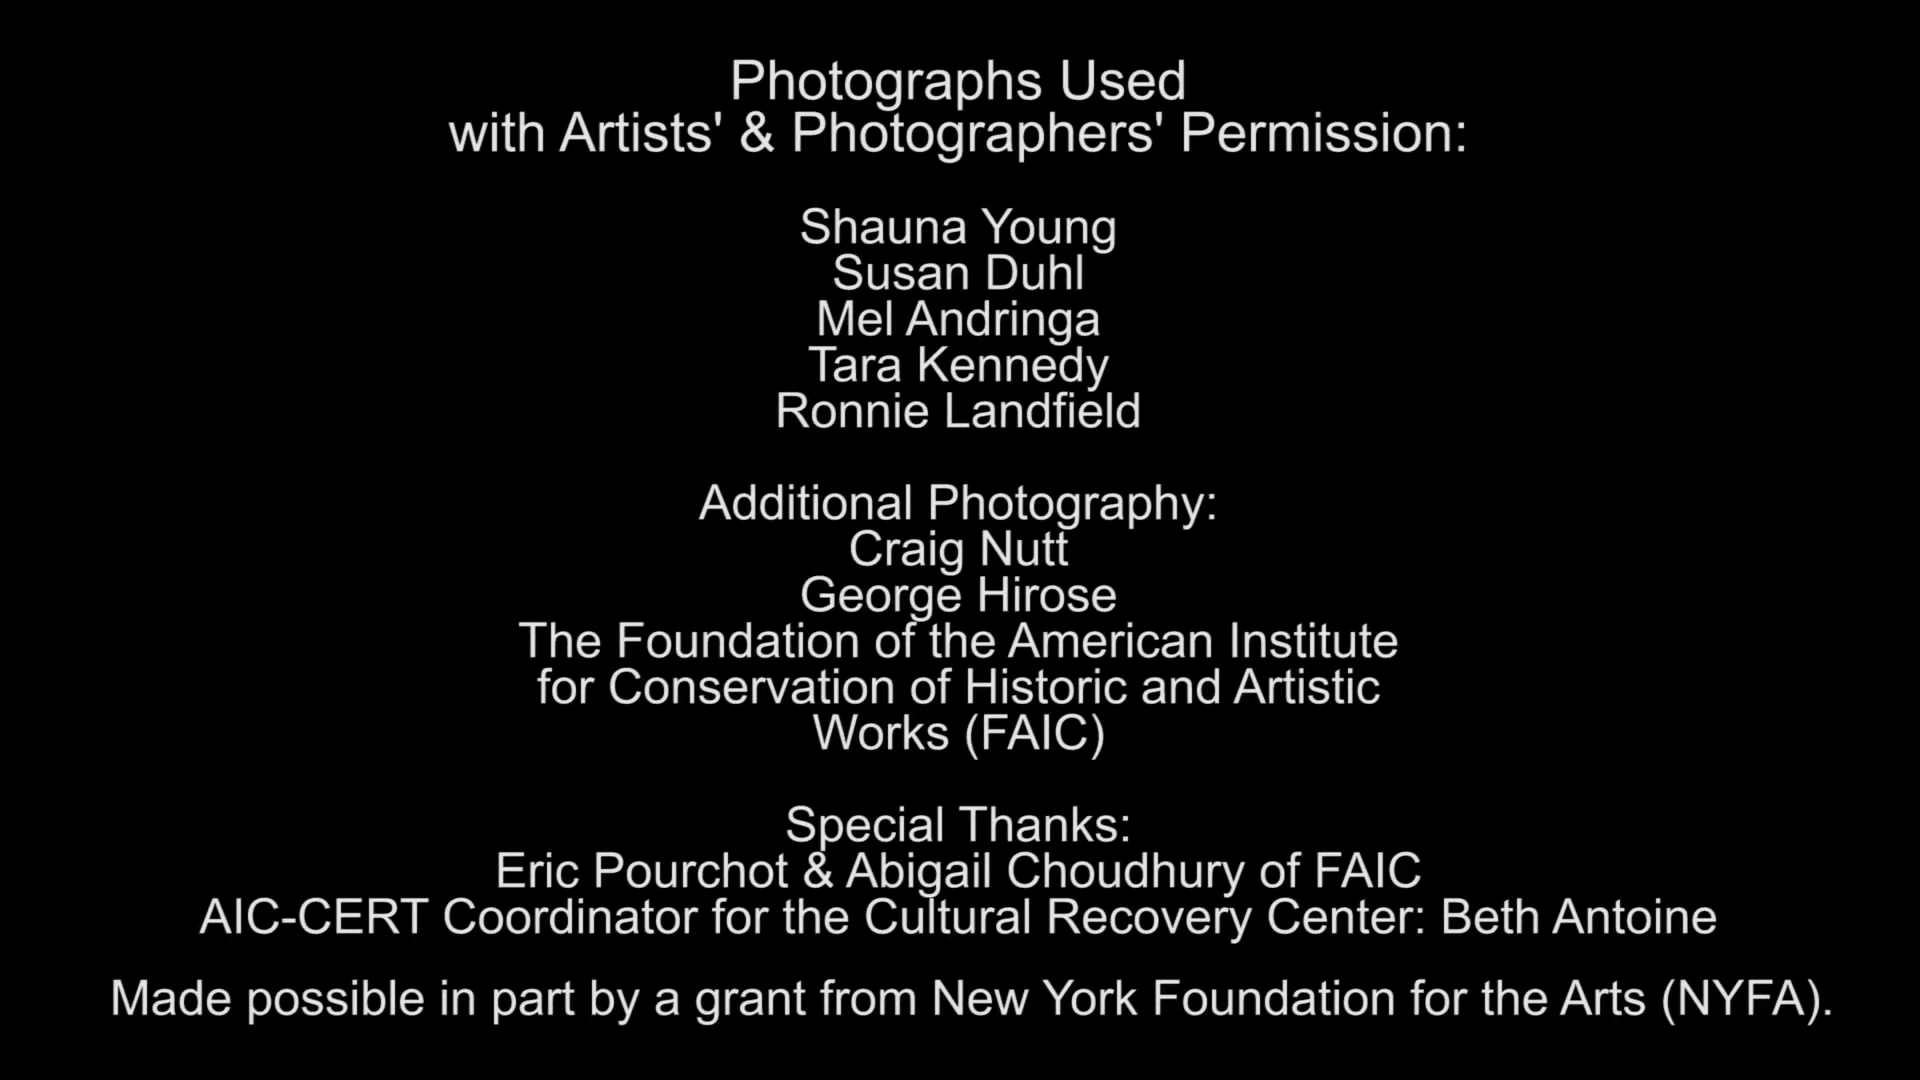 Photographs Used
with Artists' & Photographers' Permission:
Shauna Young
Susan Duhl
Mel Andringa
Tara Kennedy
Ronnie Landfield
Additional Photography:
Craig Nutt
George Hirose
The Foundation of the American Institute
for Conservation of Historic and Artistic
Works (FAIC)
Special Thanks:
Eric Pourchot & Abigail Choudhury of FAIC
AIC-CERT Coordinator for the Cultural Recovery Center: Beth Antoine
Made possible in part by a grant from New York Foundation for the Arts (NYFA).